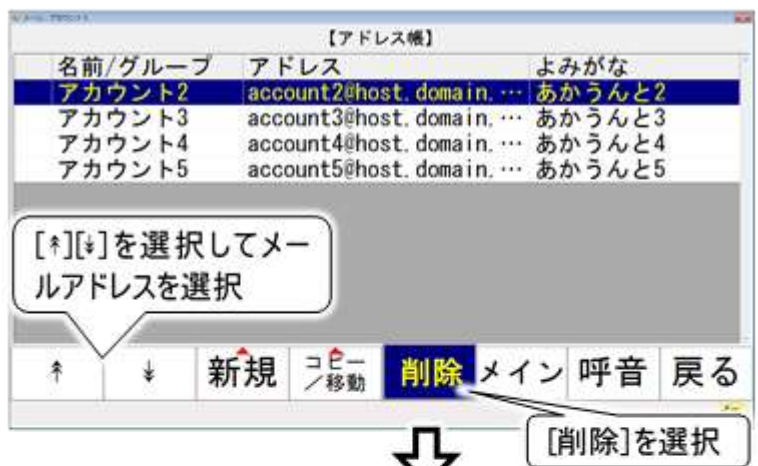 【アドレス帳】
名前/グループ アドレス よみがな
アカウント2 account2@host.domain.… あかうんと2
アカウント3 account3@host.domain.… あかうんと3
アカウント4 account4@host.domain.… あかうんと4
アカウント5 account5@host.domain.… あかうんと5
[↟][↡]を選択してメー
ルアドレスを選択
↟ ↡ 新規 コピー/移動 削除 メイン 呼音 戻る
[削除]を選択